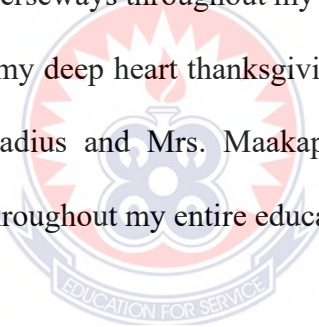 erseways throughout my
my deep heart thanksgivi
adius and Mrs. Maakap
roughout my entire educa
EDUCATION FOR SERVICE